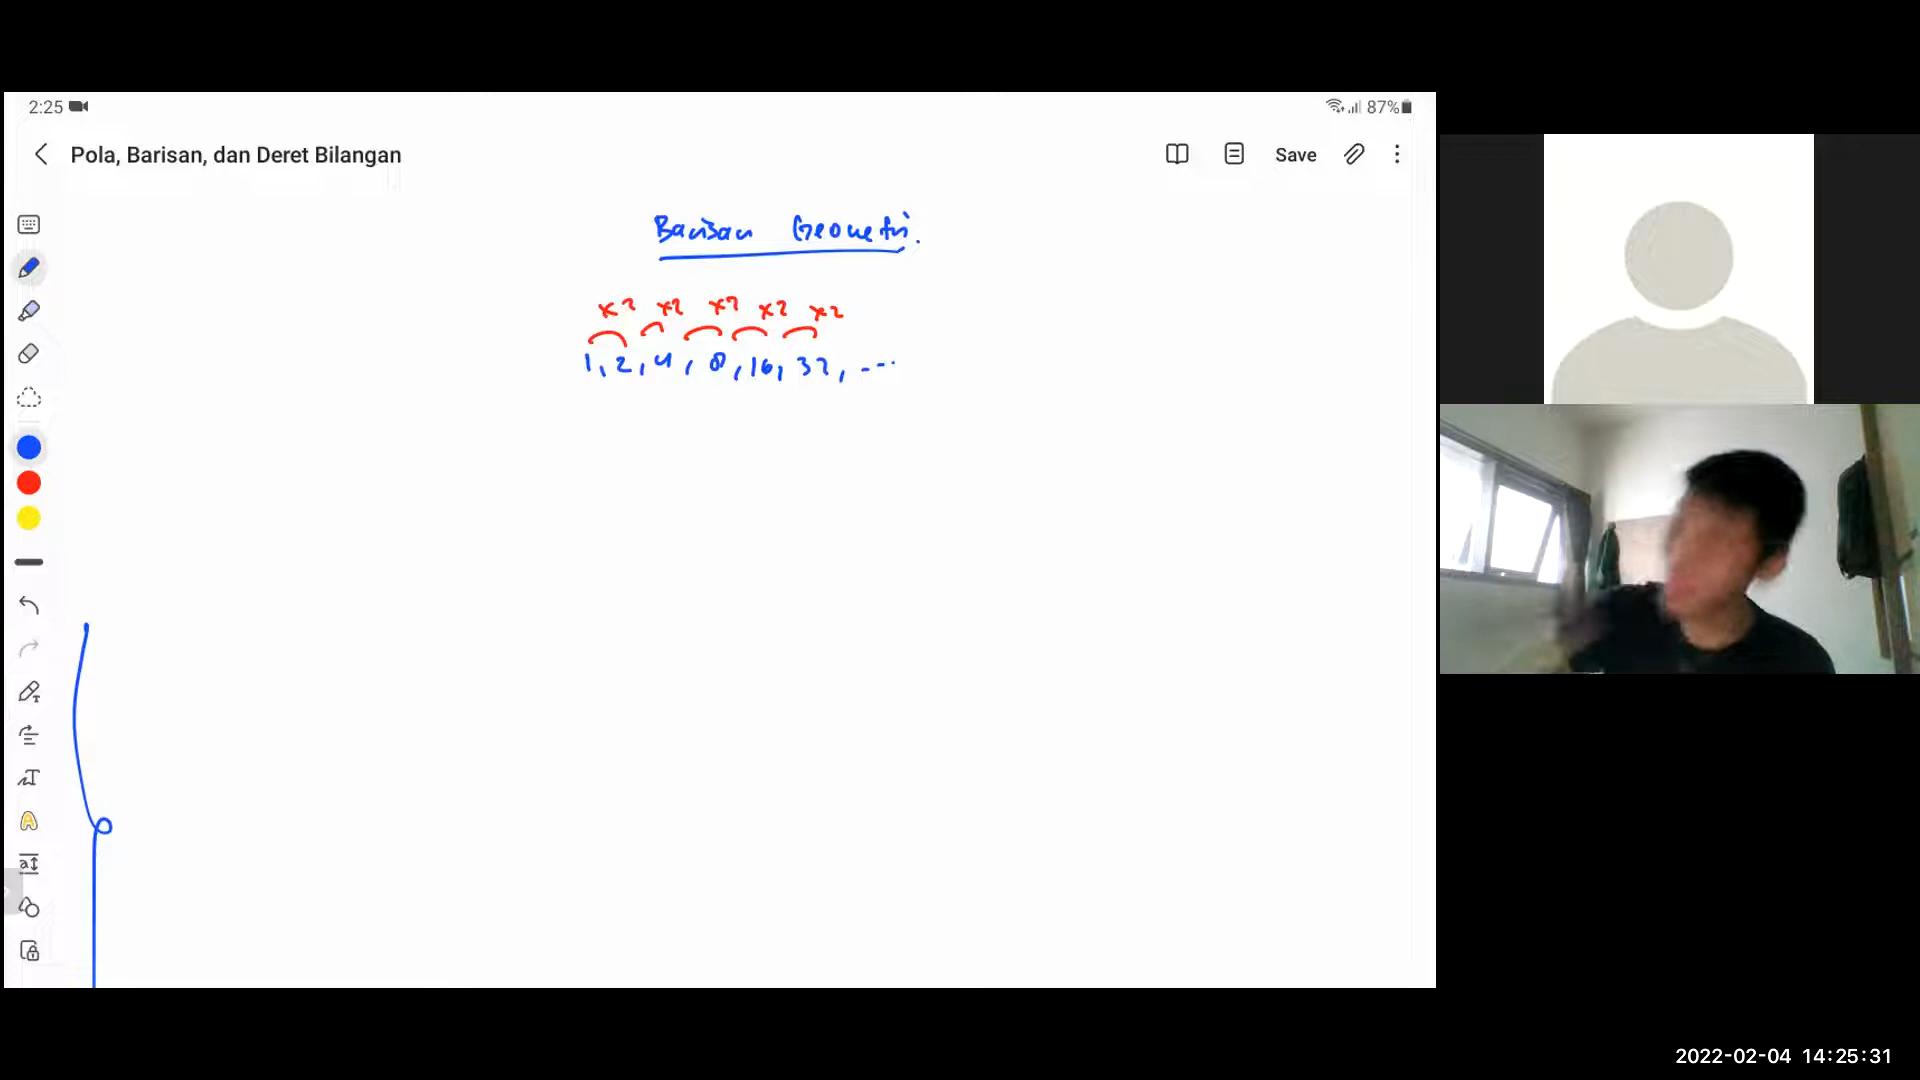 2:25 87%
Pola, Barisan, dan Deret Bilangan Save
Barisan Geometri.
x2 x2 x2 x2 x2
1, 2, 4, 8, 16, 32, ...
2022-02-04 14:25:31